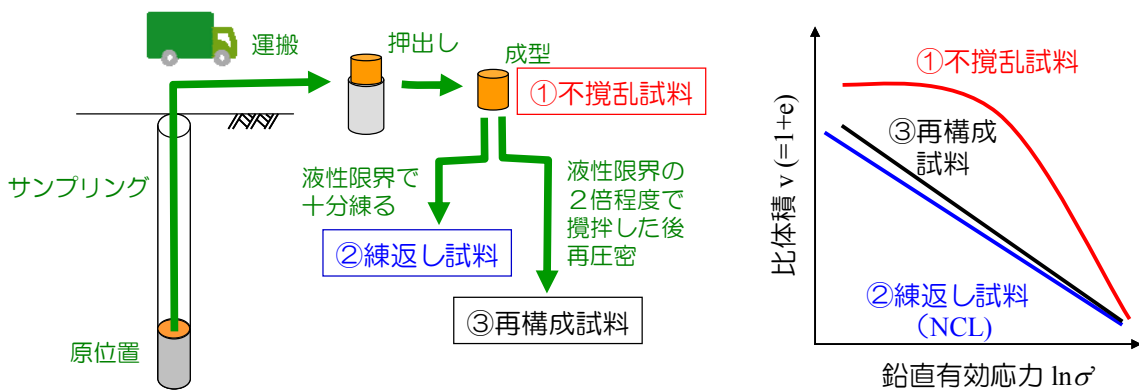 運搬
押出し
成型
①不撹乱試料
サンプリング
液性限界で
十分練る
液性限界の
２倍程度で
攪拌した後
再圧密
②練返し試料
③再構成試料
原位置
①不撹乱試料
③再構成
試料
②練返し試料
（NCL)
比体積 v (=1+e)
鉛直有効応力 lnσ'